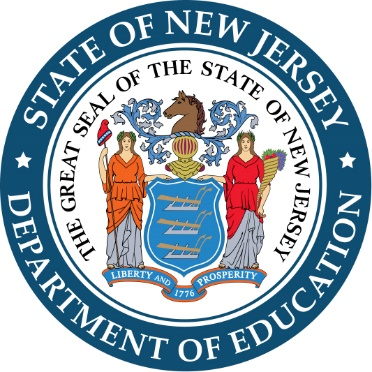 STATE OF NEW JERSEY
THE GREAT SEAL OF THE STATE OF NEW JERSEY
LIBERTY AND PROSPERITY
1776
DEPARTMENT OF EDUCATION